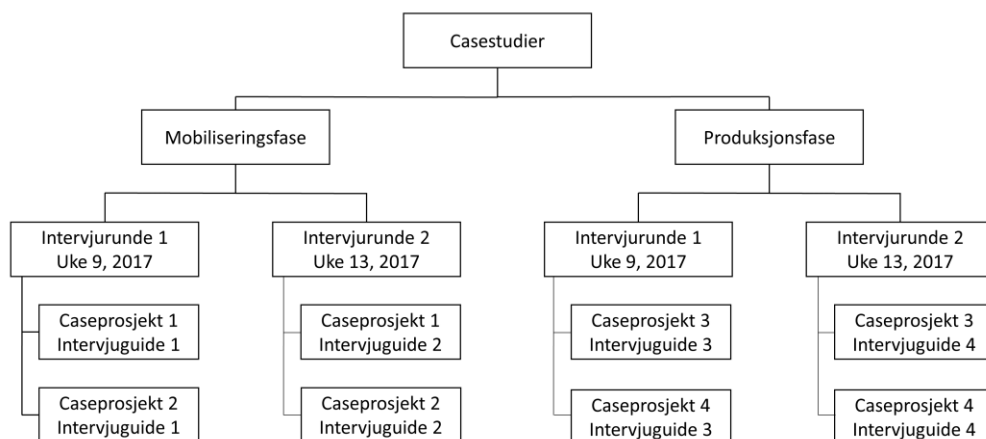 Casestudier
Mobiliseringsfase
Produksjonsfase
Intervjurunde 1
Uke 9, 2017
Intervjurunde 2
Uke 13, 2017
Intervjurunde 1
Uke 9, 2017
Intervjurunde 2
Uke 13, 2017
Caseprosjekt 1
Intervjuguide 1
Caseprosjekt 1
Intervjuguide 2
Caseprosjekt 3
Intervjuguide 3
Caseprosjekt 3
Intervjuguide 4
Caseprosjekt 2
Intervjuguide 1
Caseprosjekt 2
Intervjuguide 2
Caseprosjekt 4
Intervjuguide 3
Caseprosjekt 4
Intervjuguide 4